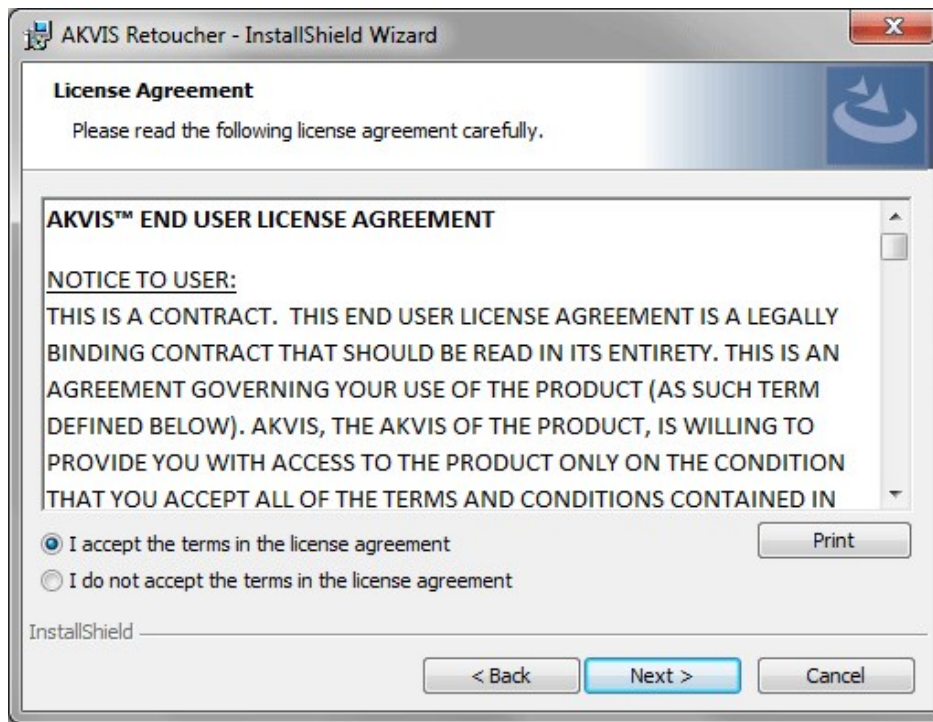 AKVIS Retoucher - InstallShield Wizard
License Agreement
Please read the following license agreement carefully.
AKVIS™ END USER LICENSE AGREEMENT
NOTICE TO USER:
THIS IS A CONTRACT.  THIS END USER LICENSE AGREEMENT IS A LEGALLY
BINDING CONTRACT THAT SHOULD BE READ IN ITS ENTIRETY. THIS IS AN
AGREEMENT GOVERNING YOUR USE OF THE PRODUCT (AS SUCH TERM
DEFINED BELOW). AKVIS, THE AKVIS OF THE PRODUCT, IS WILLING TO
PROVIDE YOU WITH ACCESS TO THE PRODUCT ONLY ON THE CONDITION
THAT YOU ACCEPT ALL OF THE TERMS AND CONDITIONS CONTAINED IN
I accept the terms in the license agreement
Print
I do not accept the terms in the license agreement
InstallShield
< Back
Next >
Cancel